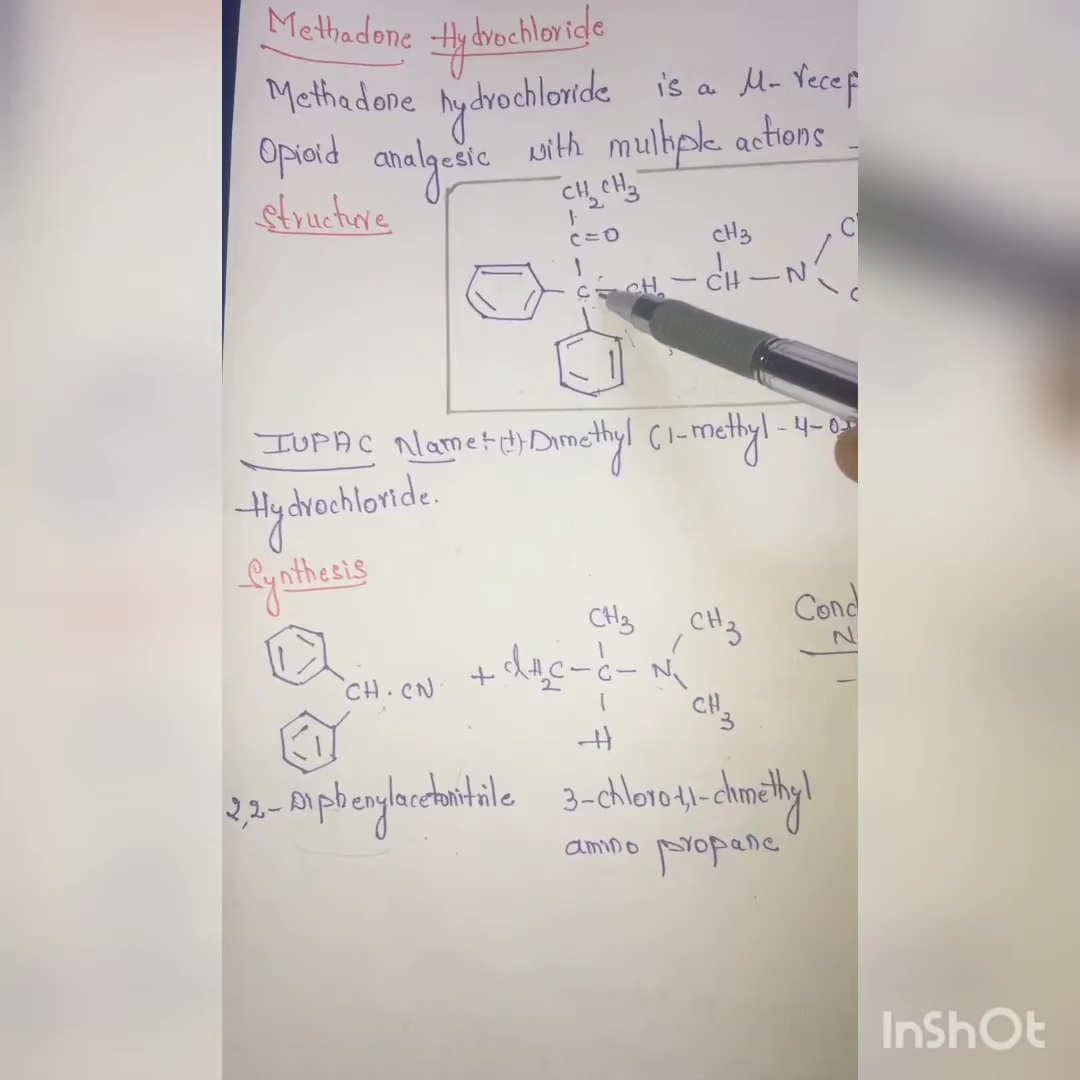 Methadone Hydrochloride
Methadone hydrochloride is a μ- recep
Opioid analgesic with multiple actions -
Structure
CH2CH3
C=O
CH3
C - CH2 - CH - N
IUPAC Name:-(±) Dimethyl (1-methyl-4-ox
Hydrochloride.
Synthesis
CH3 CH3
Cond
N
CH.CN + ClH2C - C - N
CH3
H
2,2-Diphenylacetonitrile 3-chloro-1,1-dimethyl
amino propane
InShOt